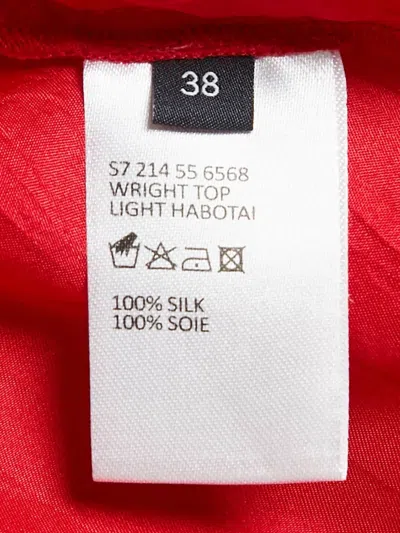 38
S7 214 55 6568
WRIGHT TOP
LIGHT HABOTAI
100% SILK
100% SOIE